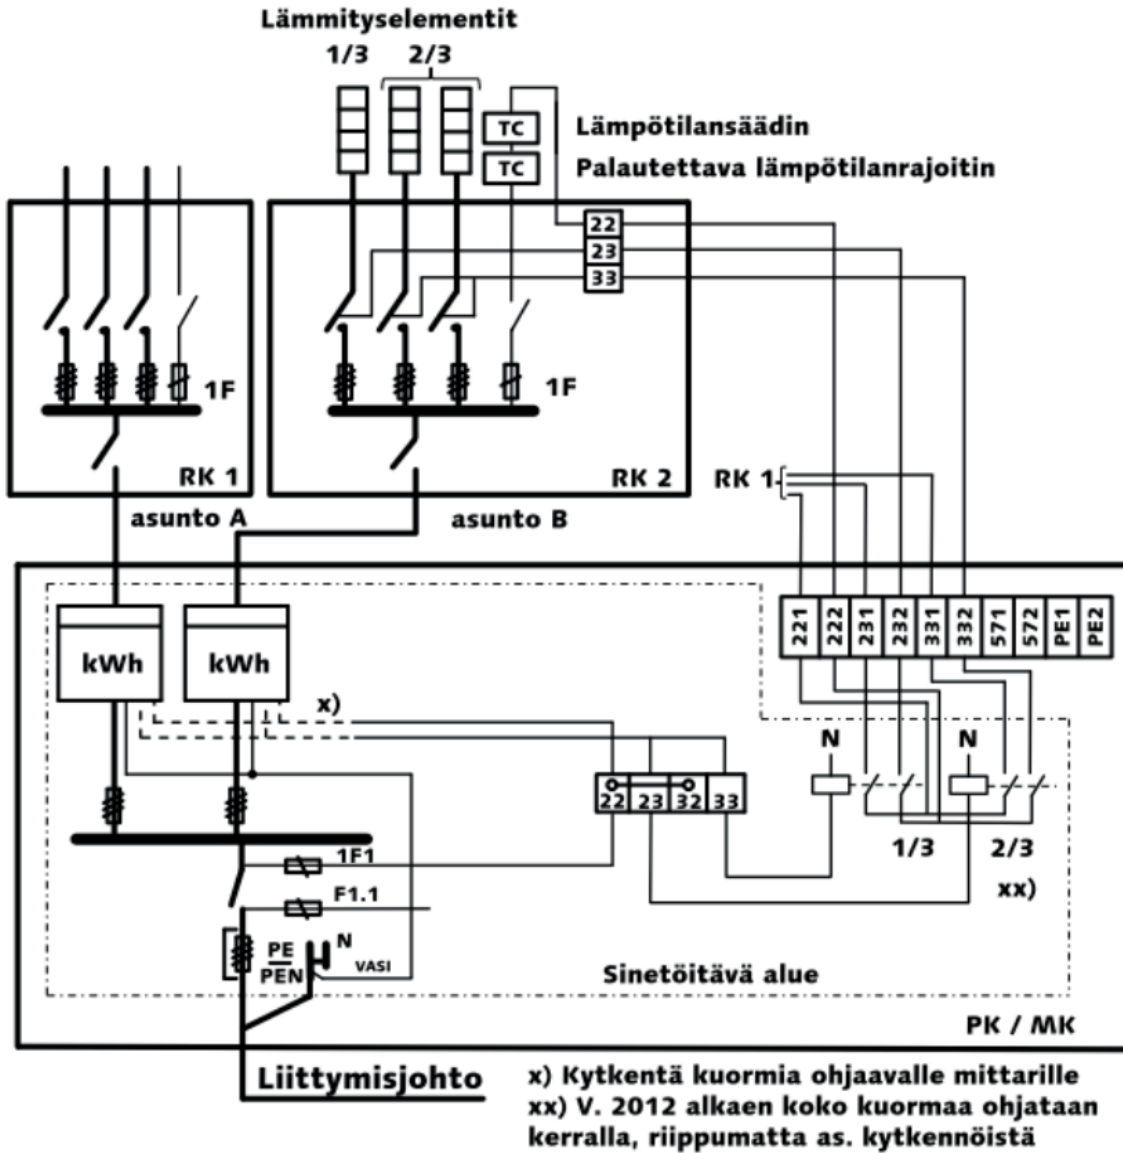 Lämmityselementit
1/3 2/3
TC Lämpötilansäädin
TC Palautettava lämpötilanrajoitin
22
23
33
1F 1F
RK 1 RK 2 RK 1
asunto A asunto B
221 222 231 232 331 332 571 572 PE1 PE2
kWh kWh
x)
N N
22 23 32 33
1/3 2/3
xx)
1F1
F1.1
PE N
PEN VASI
Sinetöitävä alue
PK / MK
Liittymisjohto
x) Kytkentä kuormia ohjaavalle mittarille
xx) V. 2012 alkaen koko kuormaa ohjataan
kerralla, riippumatta as. kytkennöistä